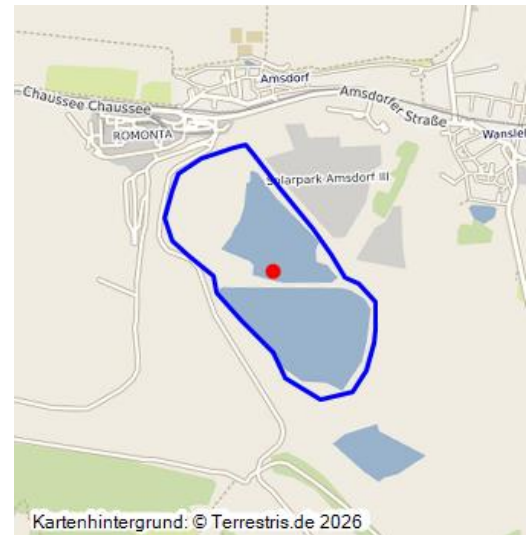 Amsdorf
Chaussee Chaussee
Amsdorfer Straße
ROMONTA
Wansleb
Solarpark Amsdorf III
Kartenhintergrund: © Terrestris.de 2026